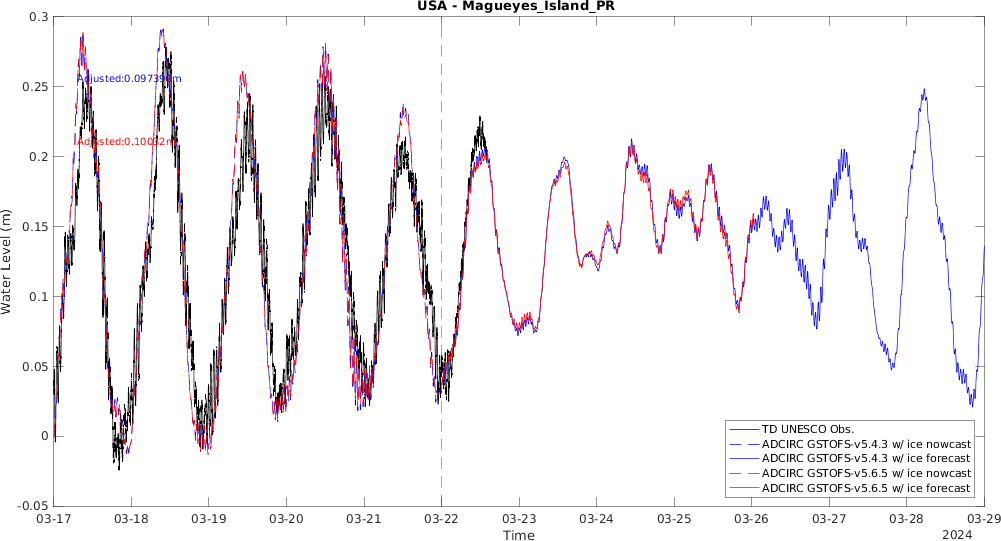 USA - Magueyes_Island_PR
0.3
0.25
0.2
0.15
0.1
0.05
0
-0.05
Water Level (m)
Adjusted:
Adjusted:0.10032m
TD UNESCO Obs.
ADCIRC GSTOFS-v5.4.3 w/ ice nowcast
ADCIRC GSTOFS-v5.4.3 w/ ice forecast
ADCIRC GSTOFS-v5.6.5 w/ ice nowcast
ADCIRC GSTOFS-v5.6.5 w/ ice forecast
03-17 03-18 03-19 03-20 03-21 03-22 03-23 03-24 03-25 03-26 03-27 03-28 03-29
Time
2024